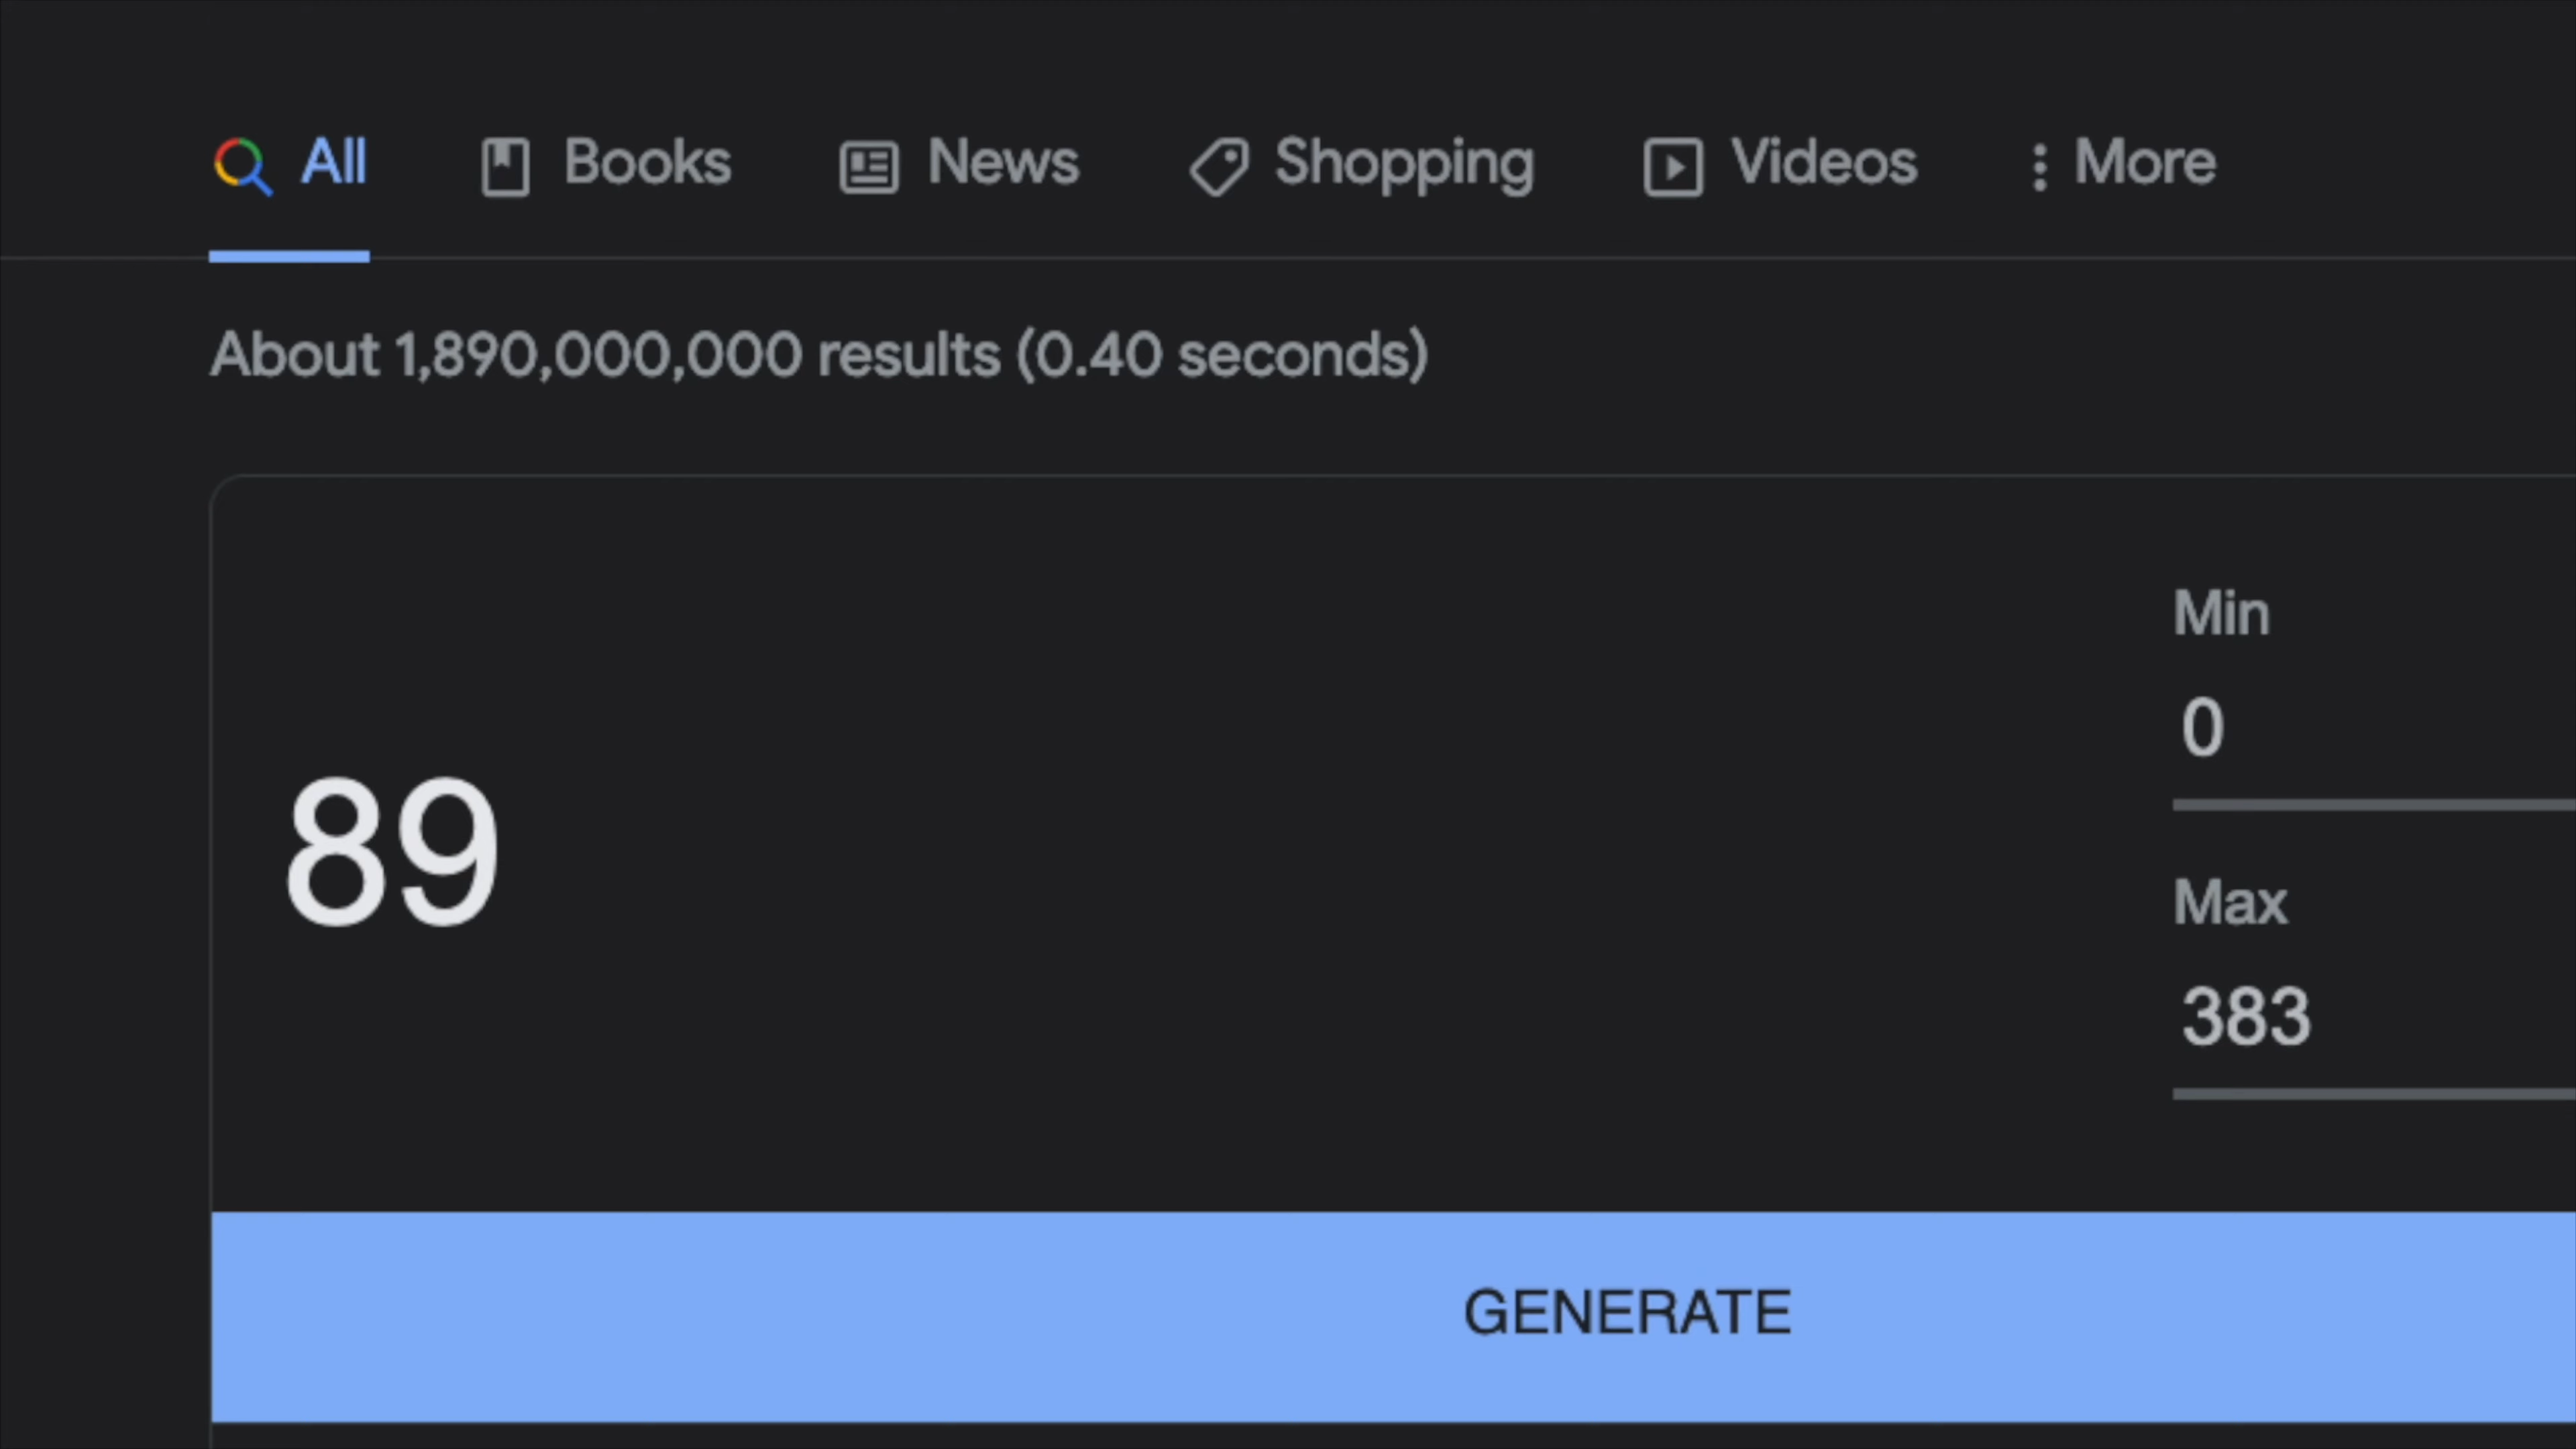 All Books News Shopping Videos More
About 1,890,000,000 results (0.40 seconds)
Min
0
89
Max
383
GENERATE